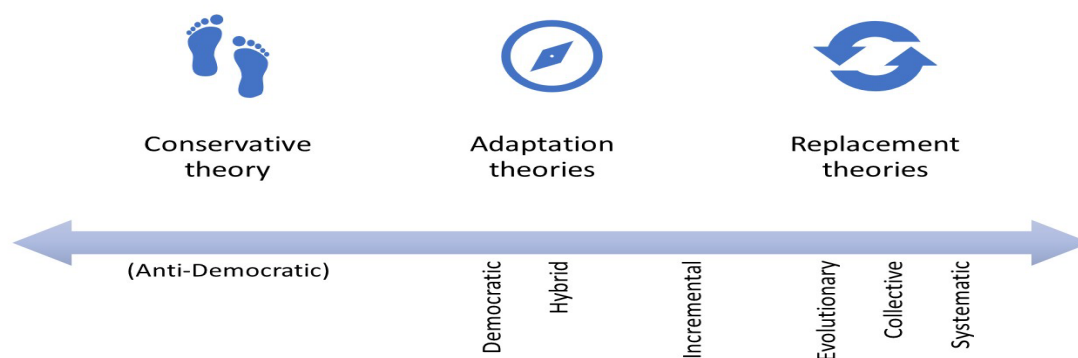 Conservative
theory
Adaptation
theories
Replacement
theories
(Anti-Democratic)
Democratic
Hybrid
Incremental
Evolutionary
Collective
Systematic